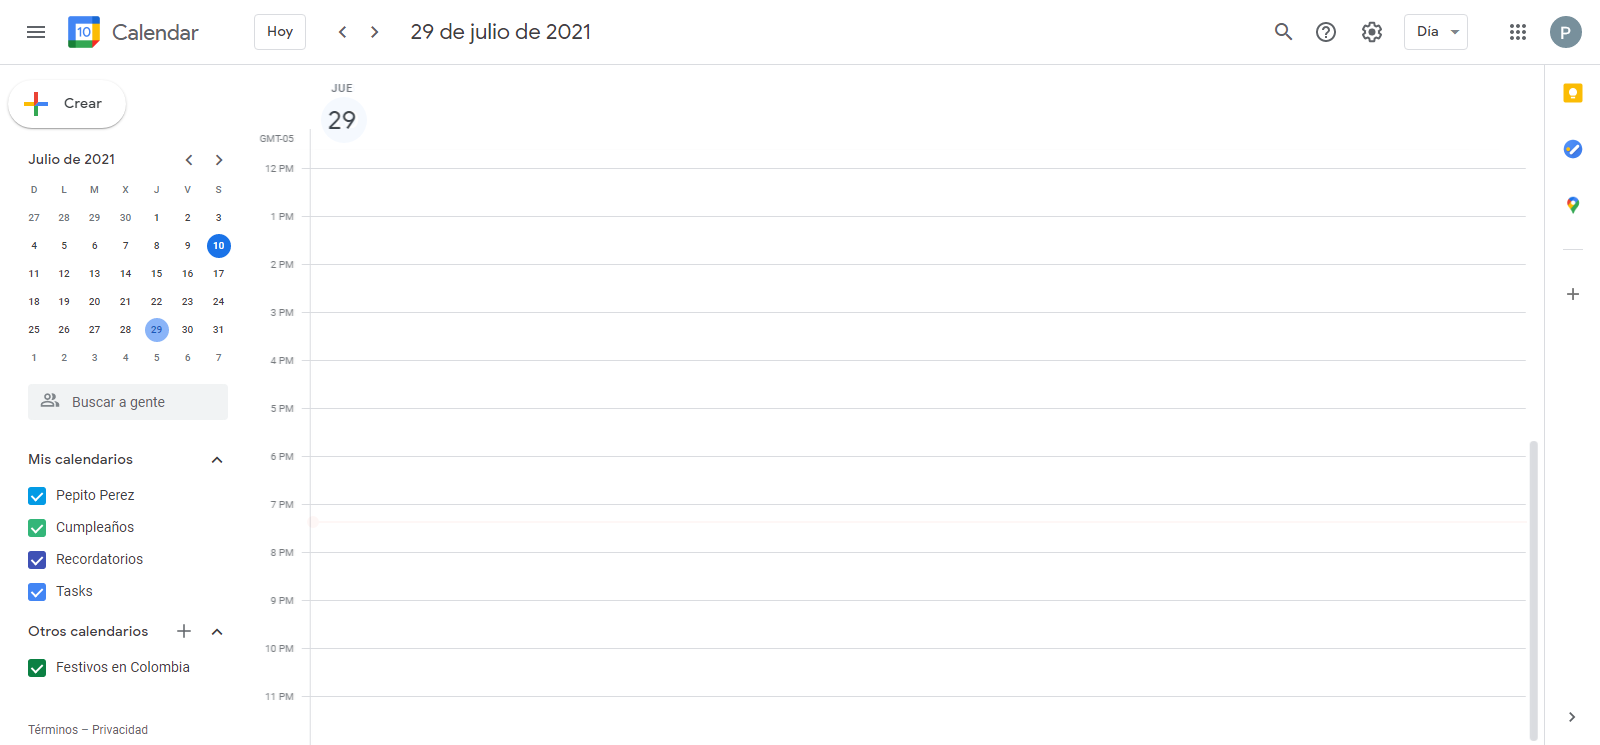 10 Calendar
Hoy
29 de julio de 2021
Día
P
Crear
Julio de 2021
D L M X J V S
27 28 29 30 1 2 3
4 5 6 7 8 9 10
11 12 13 14 15 16 17
18 19 20 21 22 23 24
25 26 27 28 29 30 31
1 2 3 4 5 6 7
Buscar a gente
Mis calendarios
Pepito Perez
Cumpleaños
Recordatorios
Tasks
Otros calendarios
Festivos en Colombia
Términos – Privacidad
JUE
29
GMT-05
12 PM
1 PM
2 PM
3 PM
4 PM
5 PM
6 PM
7 PM
8 PM
9 PM
10 PM
11 PM